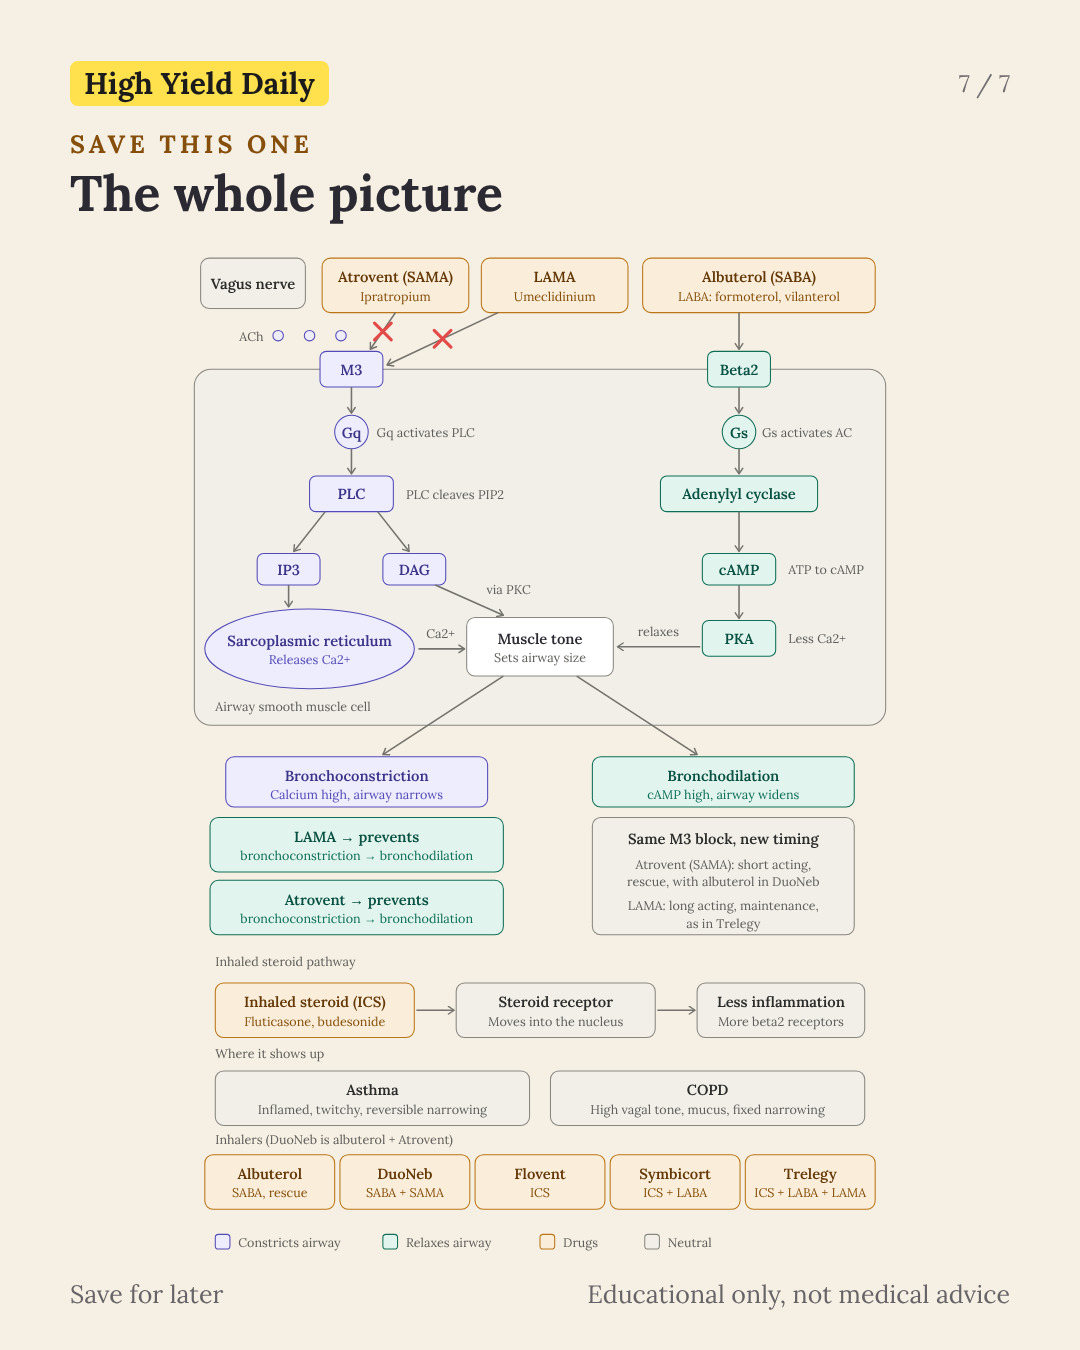 High Yield Daily
7 / 7
SAVE THIS ONE
The whole picture
Vagus nerve
Atrovent (SAMA)
Ipratropium
LAMA
Umeclidinium
Albuterol (SABA)
LABA: formoterol, vilanterol
ACh
M3
Beta2
Gq
Gq activates PLC
Gs
Gs activates AC
PLC
PLC cleaves PIP2
Adenylyl cyclase
IP3
DAG
cAMP
ATP to cAMP
via PKC
Sarcoplasmic reticulum
Releases Ca2+
Ca2+
Muscle tone
Sets airway size
relaxes
PKA
Less Ca2+
Airway smooth muscle cell
Bronchoconstriction
Calcium high, airway narrows
Bronchodilation
cAMP high, airway widens
LAMA → prevents
bronchoconstriction → bronchodilation
Atrovent → prevents
bronchoconstriction → bronchodilation
Same M3 block, new timing
Atrovent (SAMA): short acting,
rescue, with albuterol in DuoNeb
LAMA: long acting, maintenance,
as in Trelegy
Inhaled steroid pathway
Inhaled steroid (ICS)
Fluticasone, budesonide
Steroid receptor
Moves into the nucleus
Less inflammation
More beta2 receptors
Where it shows up
Asthma
Inflamed, twitchy, reversible narrowing
COPD
High vagal tone, mucus, fixed narrowing
Inhalers (DuoNeb is albuterol + Atrovent)
Albuterol
SABA, rescue
DuoNeb
SABA + SAMA
Flovent
ICS
Symbicort
ICS + LABA
Trelegy
ICS + LABA + LAMA
Constricts airway
Relaxes airway
Drugs
Neutral
Save for later
Educational only, not medical advice